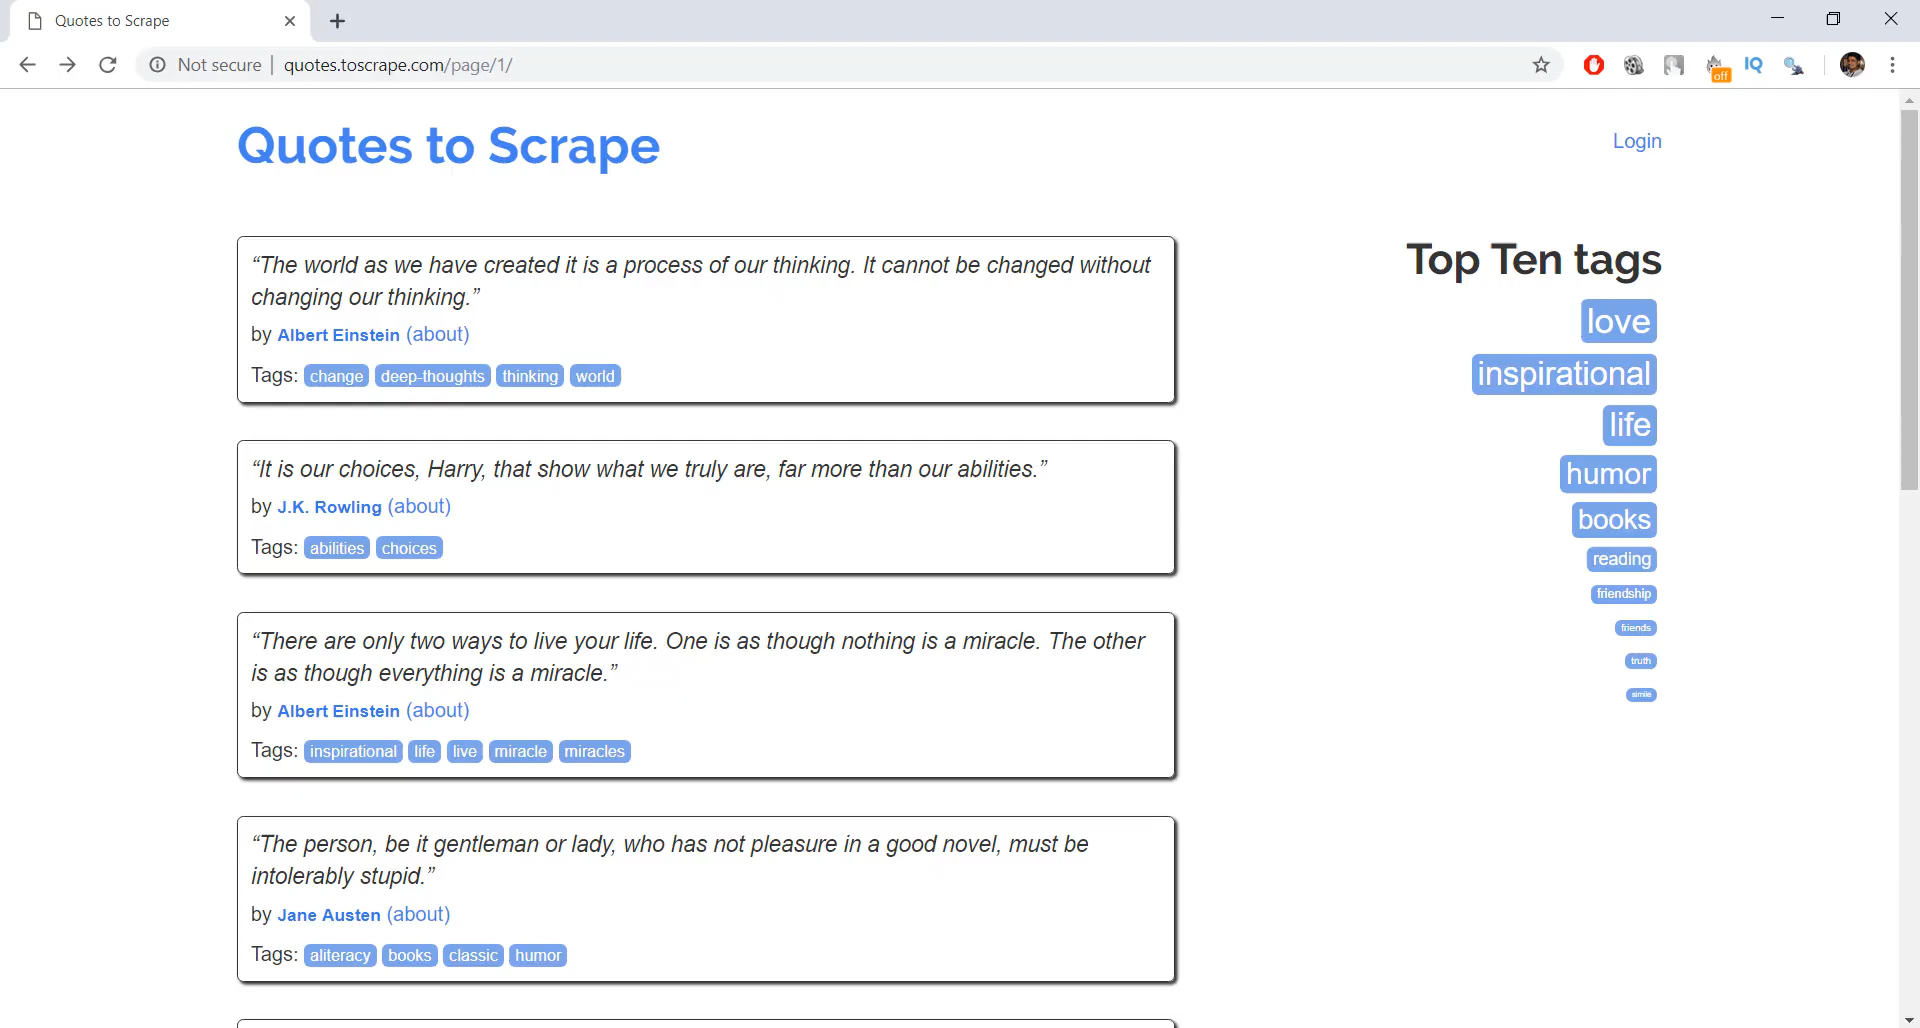 Quotes to Scrape
Not secure | quotes.toscrape.com/page/1/
off
IQ
Quotes to Scrape
Login
“The world as we have created it is a process of our thinking. It cannot be changed without
changing our thinking.”
by Albert Einstein (about)
Tags: change deep-thoughts thinking world
“It is our choices, Harry, that show what we truly are, far more than our abilities.”
by J.K. Rowling (about)
Tags: abilities choices
“There are only two ways to live your life. One is as though nothing is a miracle. The other
is as though everything is a miracle.”
by Albert Einstein (about)
Tags: inspirational life live miracle miracles
“The person, be it gentleman or lady, who has not pleasure in a good novel, must be
intolerably stupid.”
by Jane Austen (about)
Tags: aliteracy books classic humor
Top Ten tags
love
inspirational
life
humor
books
reading
friendship
friends
truth
simile